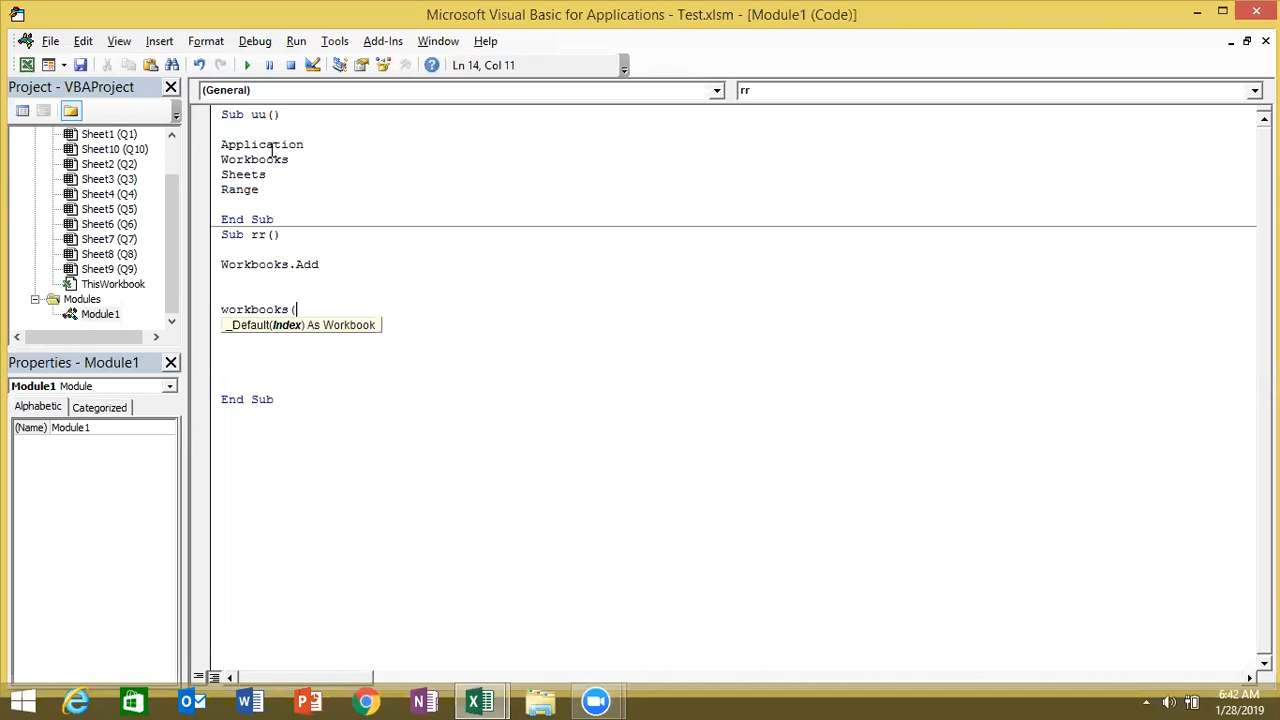 Microsoft Visual Basic for Applications - Test.xlsm - [Module1 (Code)]
File Edit View Insert Format Debug Run Tools Add-Ins Window Help
Ln 14, Col 11
Project - VBAProject
(General)
rr
Sheet1 (Q1)
Sheet10 (Q10)
Sheet2 (Q2)
Sheet3 (Q3)
Sheet4 (Q4)
Sheet5 (Q5)
Sheet6 (Q6)
Sheet7 (Q7)
Sheet8 (Q8)
Sheet9 (Q9)
ThisWorkbook
Modules
Module1
Properties - Module1
Module1 Module
Alphabetic Categorized
(Name) Module1
Sub uu()
Application
Workbooks
Sheets
Range
End Sub
Sub rr()
Workbooks.Add
workbooks(
_Default(Index) As Workbook
End Sub
6:42 AM
1/28/2019